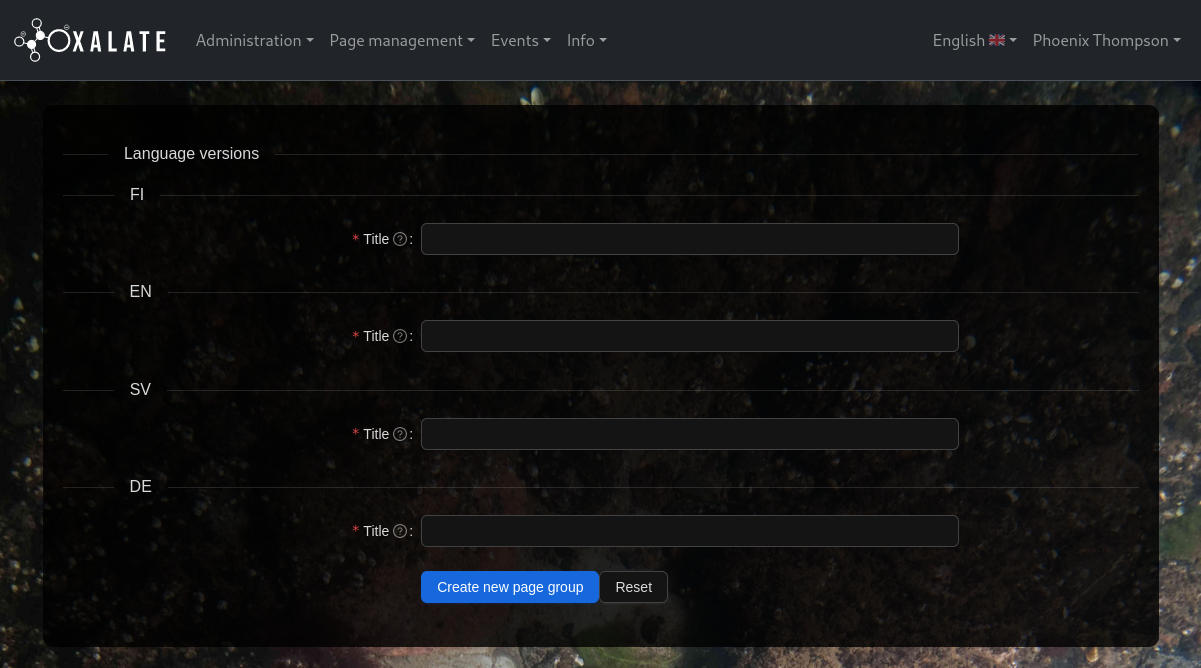 OXALATE
Administration
Page management
Events
Info
English
Phoenix Thompson
Language versions
FI
* Title ? :
EN
* Title ? :
SV
* Title ? :
DE
* Title ? :
Create new page group
Reset